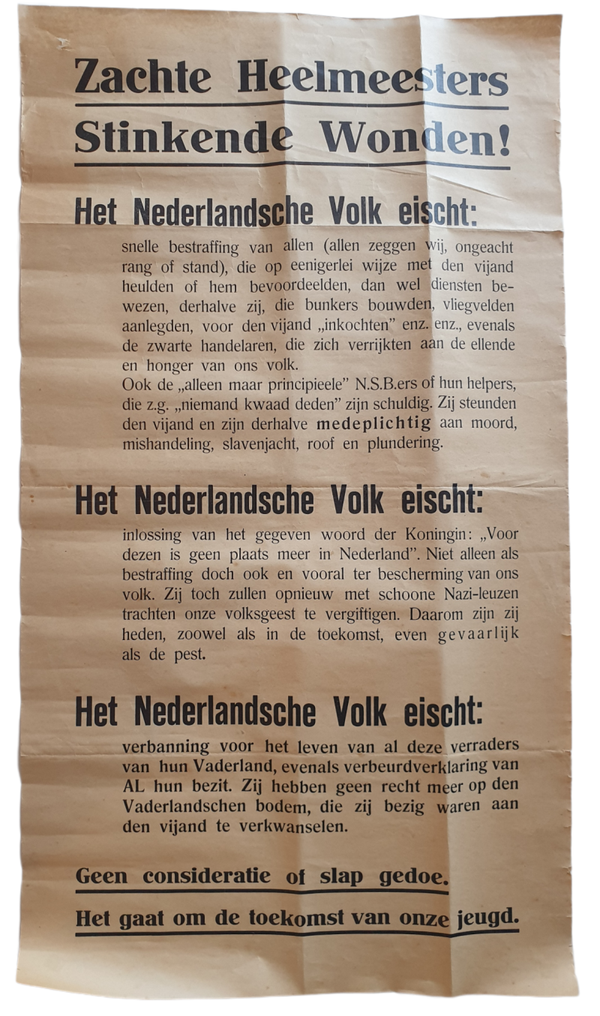 Zachte Heelmeesters
Stinkende Wonden!
Het Nederlandsche Volk eischt:
snelle bestraffing van allen (allen zeggen wij, ongeacht
rang of stand), die op eenigerlei wijze met den vijand
heulden of hem bevoordeelden, dan wel diensten be-
wezen, derhalve zij, die bunkers bouwden, vliegvelden
aanlegden, voor den vijand „inkochten” enz. enz., evenals
de zwarte handelaren, die zich verrijkten aan de ellende
en honger van ons volk.
Ook de „alleen maar principieele” N.S.B.ers of hun helpers,
die z.g. „niemand kwaad deden” zijn schuldig. Zij steunden
den vijand en zijn derhalve medeplichtig aan moord,
mishandeling, slavenjacht, roof en plundering.
Het Nederlandsche Volk eischt:
inlossing van het gegeven woord der Koningin: „Voor
dezen is geen plaats meer in Nederland”. Niet alleen als
bestraffing doch ook en vooral ter bescherming van ons
volk. Zij toch zullen opnieuw met schoone Nazi-leuzen
trachten onze volksgeest te vergiftigen. Daarom zijn zij
heden, zoowel als in de toekomst, even gevaarlijk
als de pest.
Het Nederlandsche Volk eischt:
verbanning voor het leven van al deze verraders
van hun Vaderland, evenals verbeurdverklaring van
AL hun bezit. Zij hebben geen recht meer op den
Vaderlandschen bodem, die zij bezig waren aan
den vijand te verkwanselen.
Geen consideratie of slap gedoe.
Het gaat om de toekomst van onze jeugd.